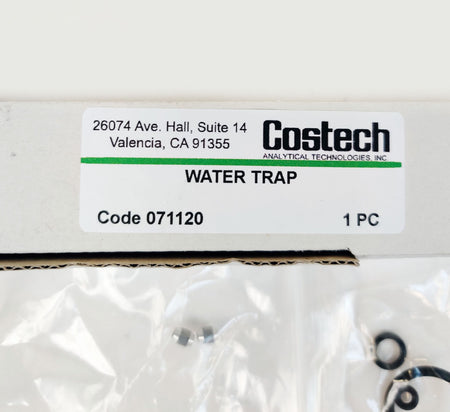 26074 Ave. Hall, Suite 14
Valencia, CA 91355
Costech
ANALYTICAL TECHNOLOGIES, INC.
WATER TRAP
Code 071120
1 PC